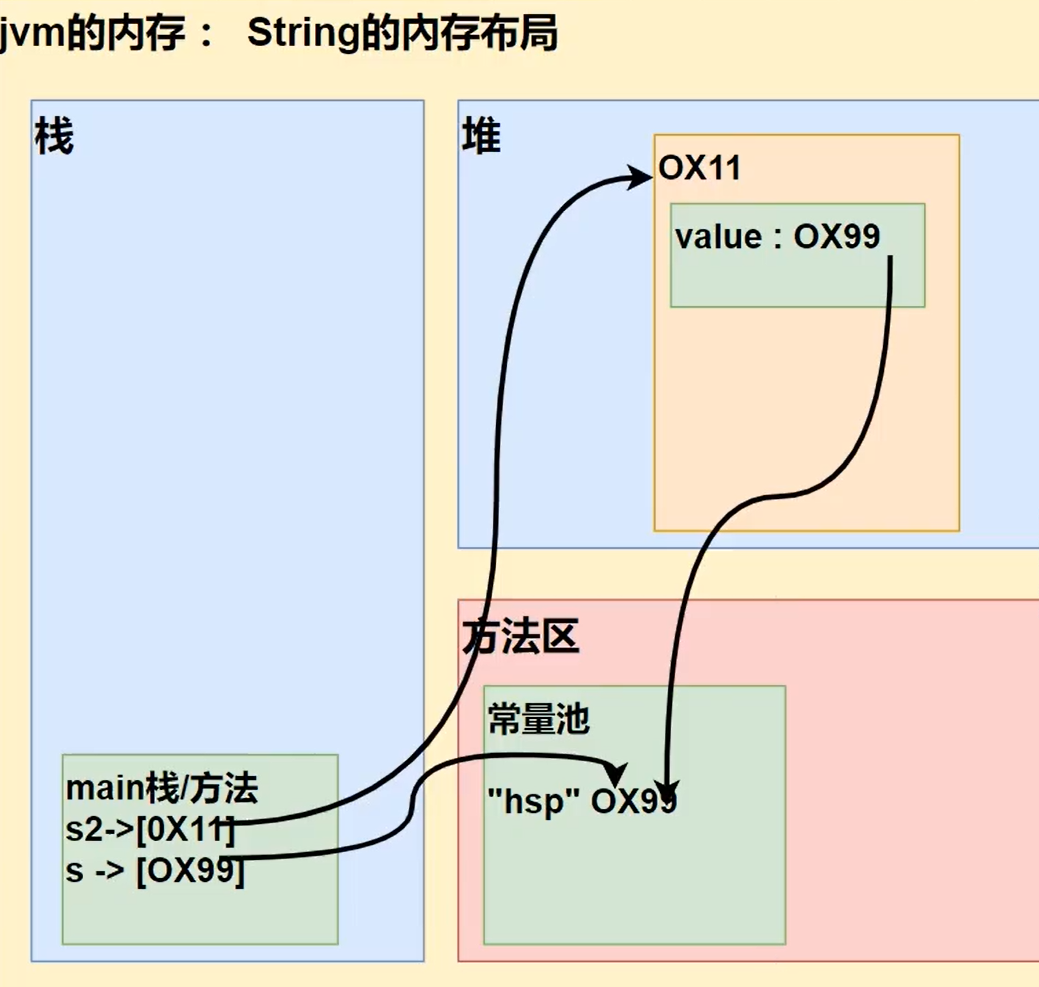 jvm的内存： String的内存布局
栈
main栈/方法
s2->[0X11]
s -> [OX99]
堆
OX11
value : OX99
方法区
常量池
"hsp" OX99